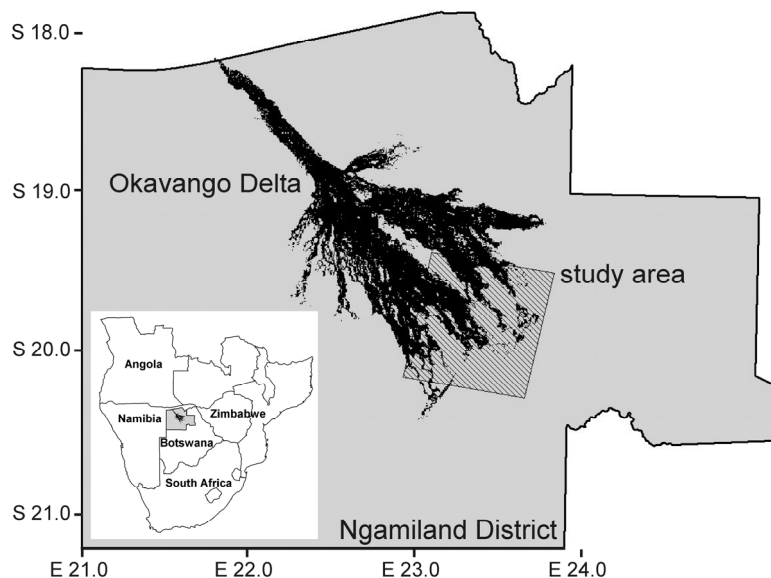 S 18.0
S 19.0
Okavango Delta
study area
S 20.0
Angola
Namibia
Zimbabwe
Botswana
South Africa
S 21.0
Ngamiland District
E 21.0
E 22.0
E 23.0
E 24.0